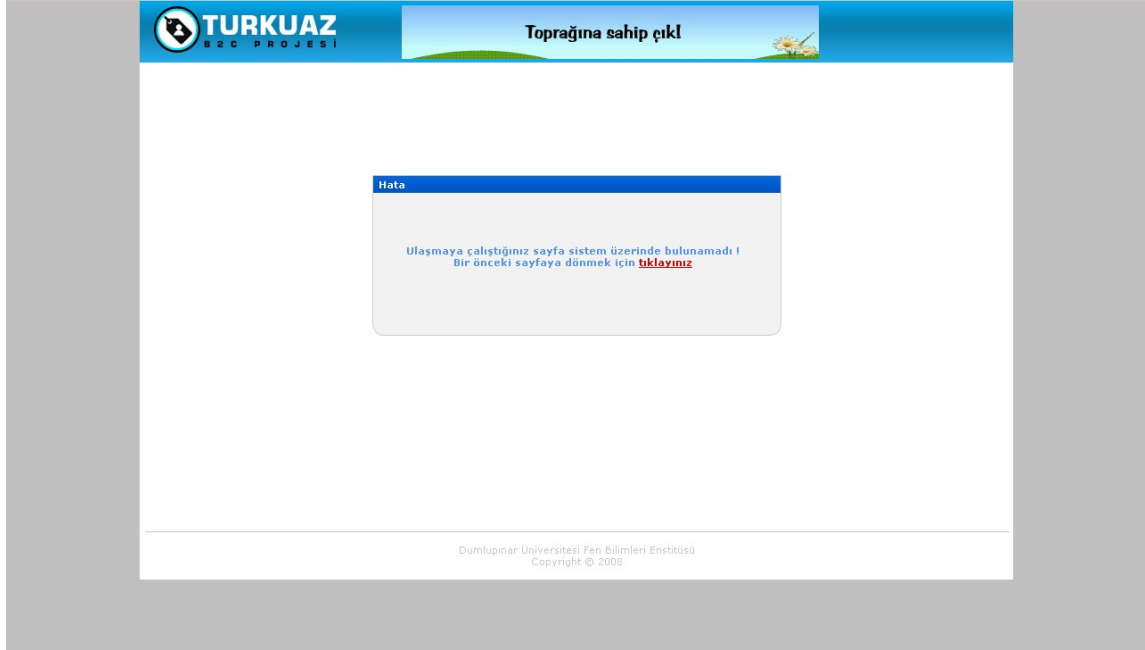 TURKUAZ
B2C PROJESİ
Toprağına sahip çık!
Hata
Ulaşmaya çalıştığınız sayfa sistem üzerinde bulunamadı !
Bir önceki sayfaya dönmek için tıklayınız
Dumlupınar Üniversitesi Fen Bilimleri Enstitüsü
Copyright © 2008.